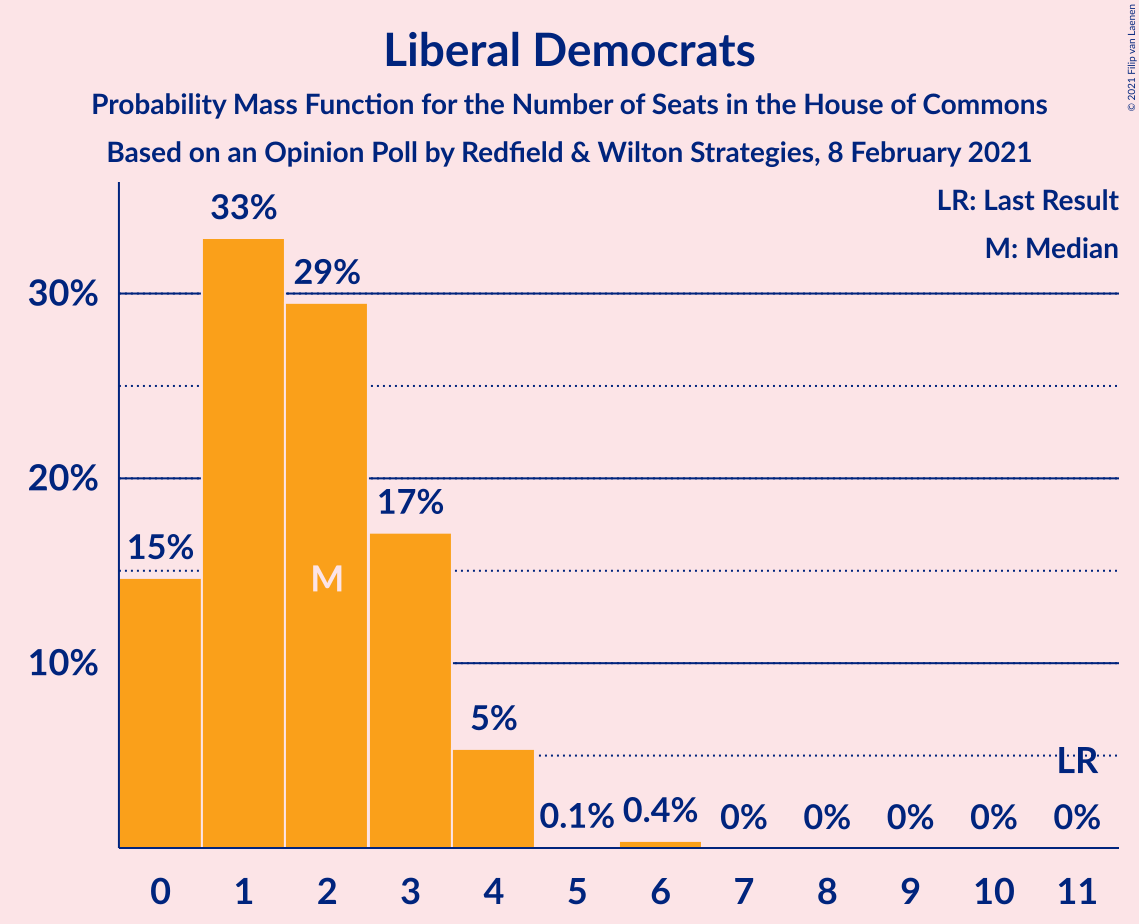 Liberal Democrats
Probability Mass Function for the Number of Seats in the House of Commons
Based on an Opinion Poll by Redfield & Wilton Strategies, 8 February 2021
© 2021 Filip van Laenen
LR: Last Result
M: Median
30%
20%
10%
15%
33%
29%
17%
5%
0.1%
0.4%
0%
0%
0%
0%
0%
M
LR
0 1 2 3 4 5 6 7 8 9 10 11